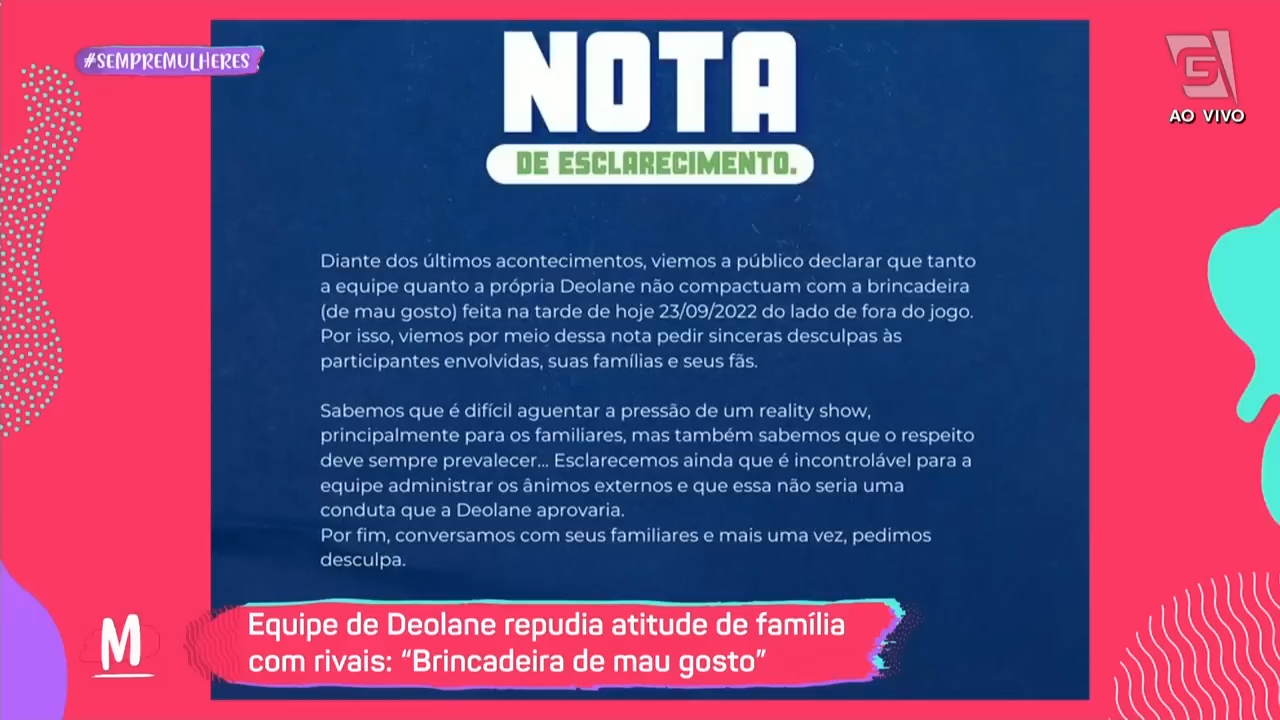 #SEMPREMULHERES
G
AO VIVO
NOTA
DE ESCLARECIMENTO.
Diante dos últimos acontecimentos, viemos a público declarar que tanto
a equipe quanto a própria Deolane não compactuam com a brincadeira
(de mau gosto) feita na tarde de hoje 23/09/2022 do lado de fora do jogo.
Por isso, viemos por meio dessa nota pedir sinceras desculpas às
participantes envolvidas, suas famílias e seus fãs.
Sabemos que é difícil aguentar a pressão de um reality show,
principalmente para os familiares, mas também sabemos que o respeito
deve sempre prevalecer... Esclarecemos ainda que é incontrolável para a
equipe administrar os ânimos externos e que essa não seria uma
conduta que a Deolane aprovaria.
Por fim, conversamos com seus familiares e mais uma vez, pedimos
desculpa.
M
Equipe de Deolane repudia atitude de família
com rivais: “Brincadeira de mau gosto”